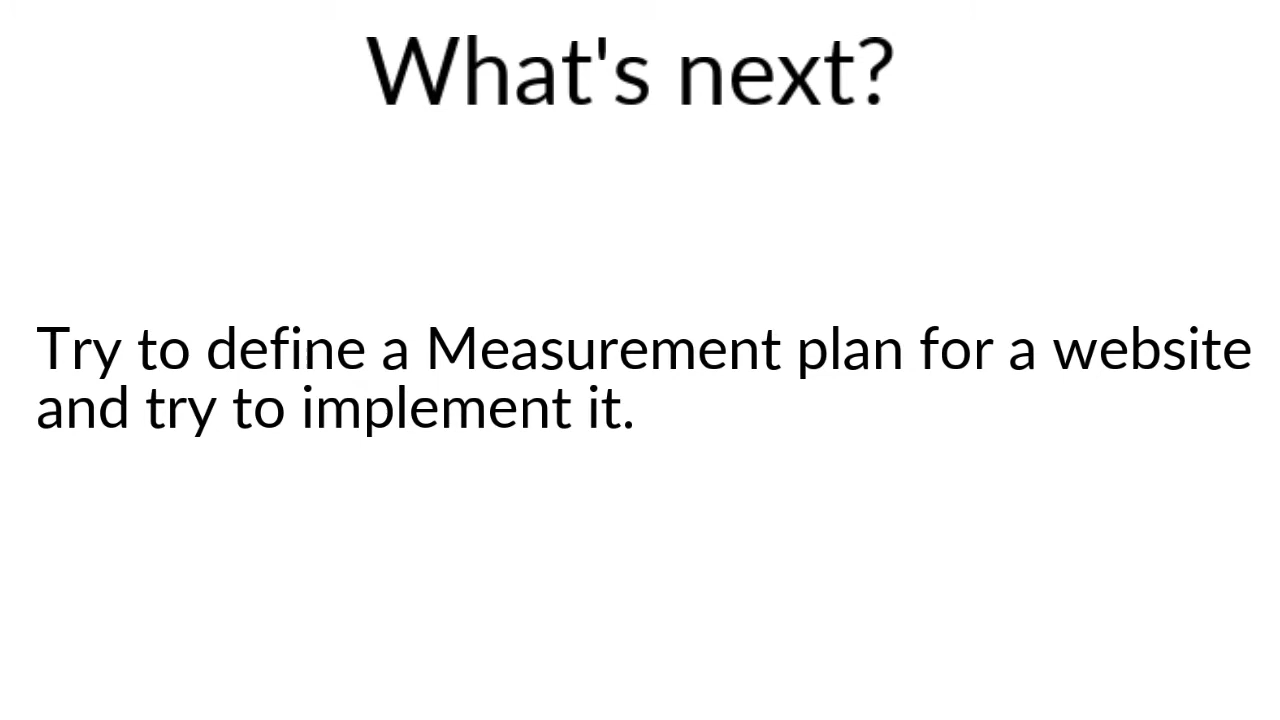 What's next?
Try to define a Measurement plan for a website
and try to implement it.